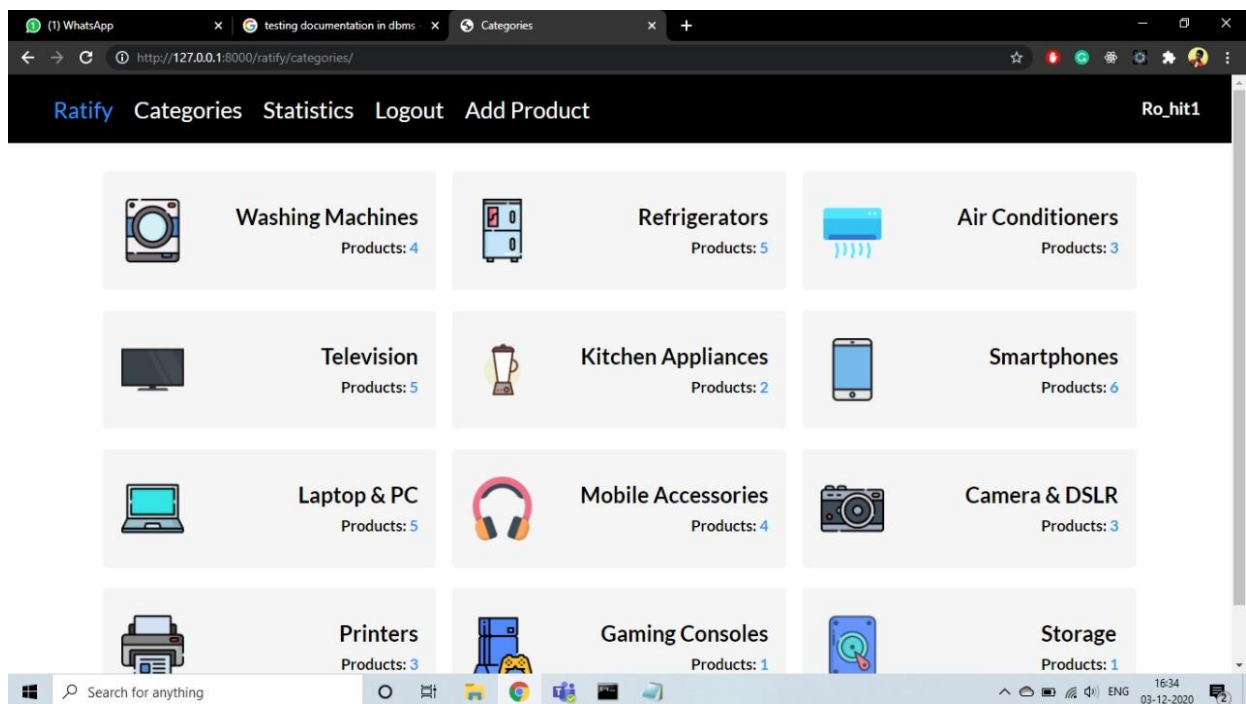 (1) WhatsApp
testing documentation in dbms -
Categories
http://127.0.0.1:8000/ratify/categories/
Ratify Categories Statistics Logout Add Product Ro_hit1
Washing Machines
Products: 4
Refrigerators
Products: 5
Air Conditioners
Products: 3
Television
Products: 5
Kitchen Appliances
Products: 2
Smartphones
Products: 6
Laptop & PC
Products: 5
Mobile Accessories
Products: 4
Camera & DSLR
Products: 3
Printers
Products: 3
Gaming Consoles
Products: 1
Storage
Products: 1
Search for anything
ENG
16:34
03-12-2020
2